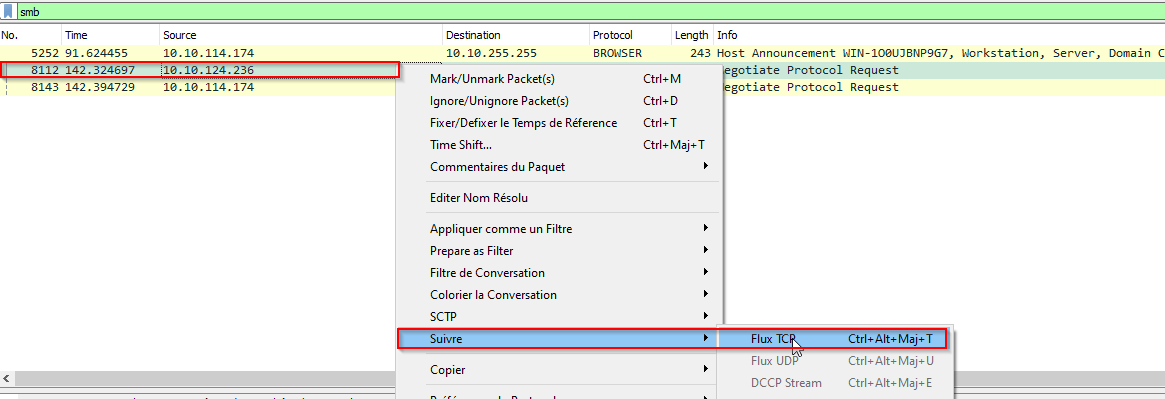 smb
No. Time Source Destination Protocol Length Info
5252 91.624455 10.10.114.174 10.10.255.255 BROWSER 243 Host Announcement WIN-1O0UJBNP9G7, Workstation, Server, Domain C
8112 142.324697 10.10.124.236 egotiate Protocol Request
8143 142.394729 10.10.114.174 egotiate Protocol Request
Mark/Unmark Packet(s) Ctrl+M
Ignore/Unignore Packet(s) Ctrl+D
Fixer/Defixer le Temps de Réference Ctrl+T
Time Shift... Ctrl+Maj+T
Commentaires du Paquet
Editer Nom Résolu
Appliquer comme un Filtre
Prepare as Filter
Filtre de Conversation
Colorier la Conversation
SCTP
Suivre
Flux TCP Ctrl+Alt+Maj+T
Flux UDP Ctrl+Alt+Maj+U
Copier
DCCP Stream Ctrl+Alt+Maj+E